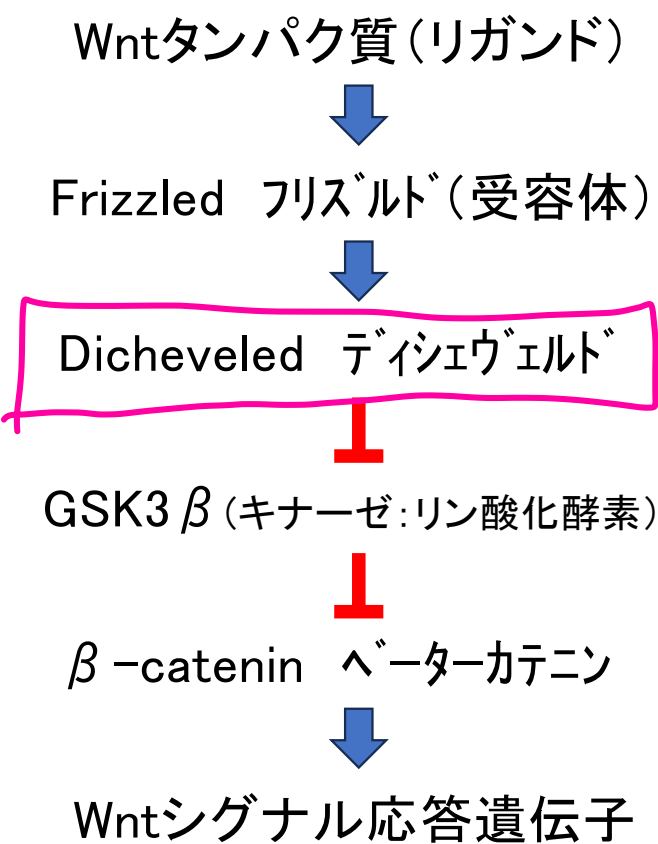 Wntタンパク質(リガンド)
Frizzled　フリズルド(受容体)
Dicheveled　ディシェヴェルド
GSK3β(キナーゼ:リン酸化酵素)
β-catenin　ベーターカテニン
Wntシグナル応答遺伝子